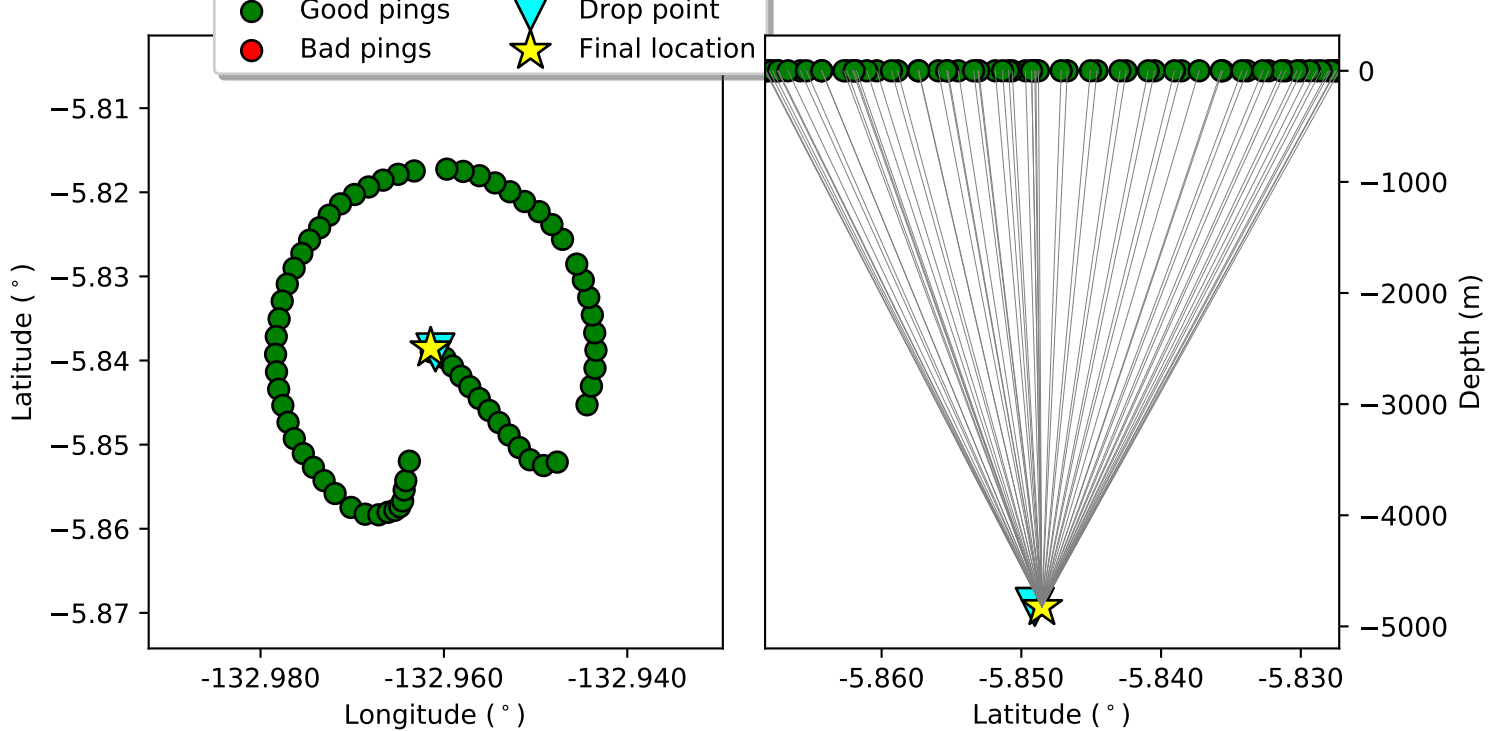 Good pings
Drop point
Bad pings
Final location
−5.81
−5.82
−5.83
−5.84
−5.85
−5.86
−5.87
Latitude (°)
-132.980
-132.960
-132.940
Longitude (°)
0
−1000
−2000
−3000
−4000
−5000
Depth (m)
-5.860
-5.850
-5.840
-5.830
Latitude (°)